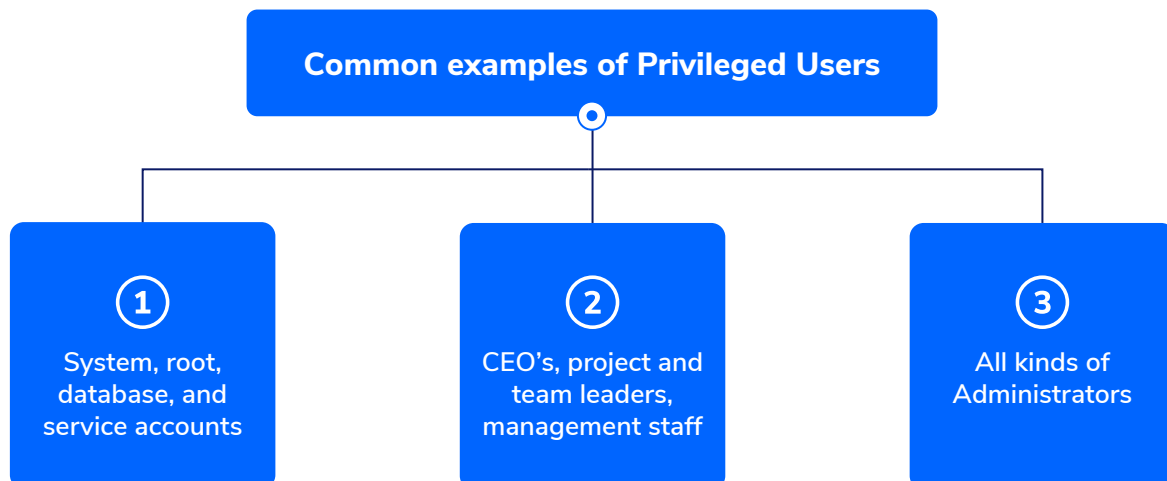 Common examples of Privileged Users
1
System, root,
database, and
service accounts
2
CEO’s, project and
team leaders,
management staff
3
All kinds of
Administrators